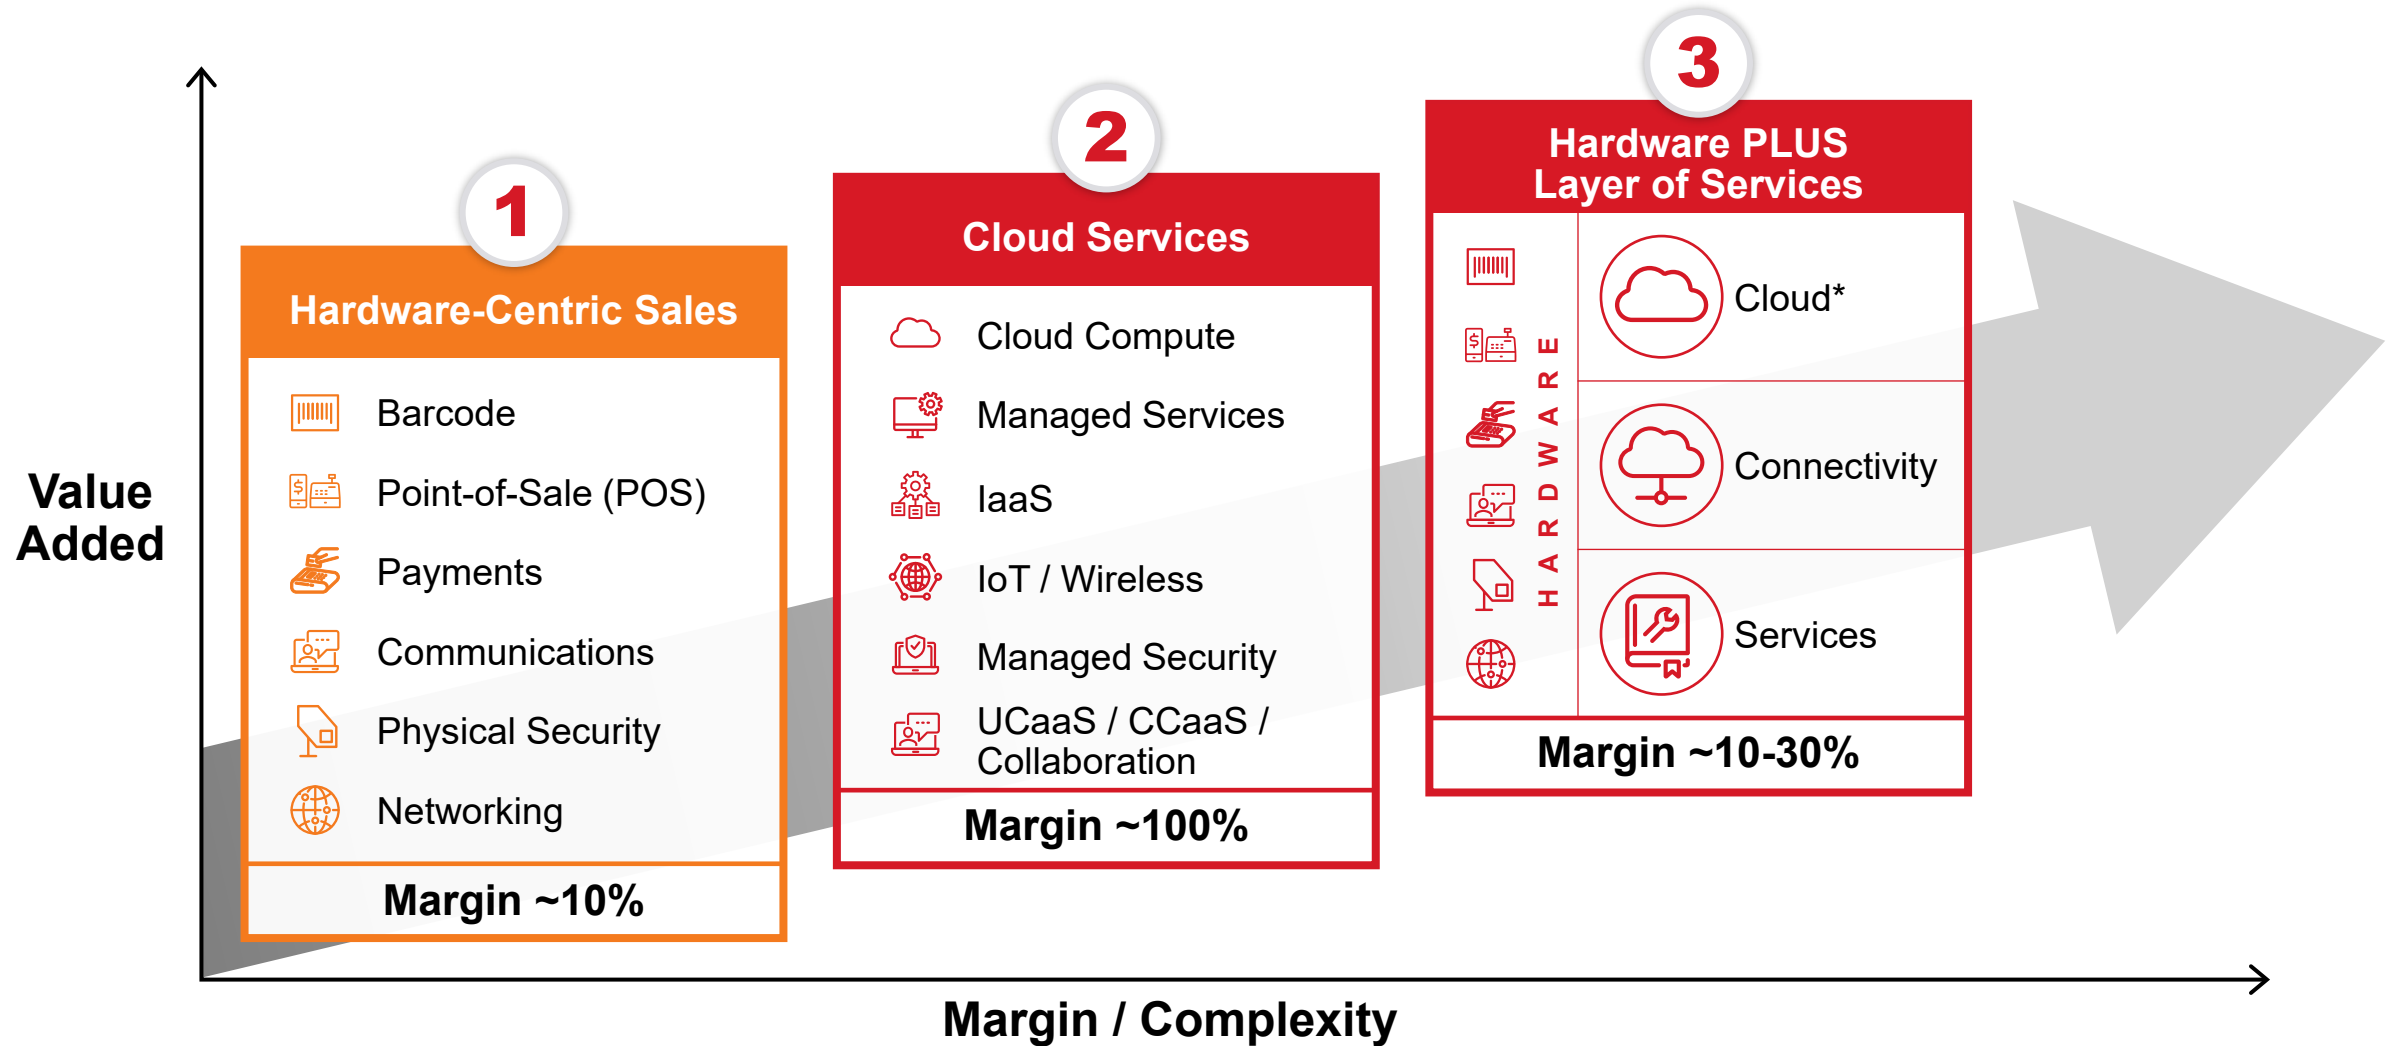 Value
Added
1
Hardware-Centric Sales
Barcode
Point-of-Sale (POS)
Payments
Communications
Physical Security
Networking
Margin ~10%
2
Cloud Services
Cloud Compute
Managed Services
IaaS
IoT / Wireless
Managed Security
UCaaS / CCaaS /
Collaboration
Margin ~100%
3
Hardware PLUS
Layer of Services
HARDWARE
Cloud*
Connectivity
Services
Margin ~10-30%
Margin / Complexity